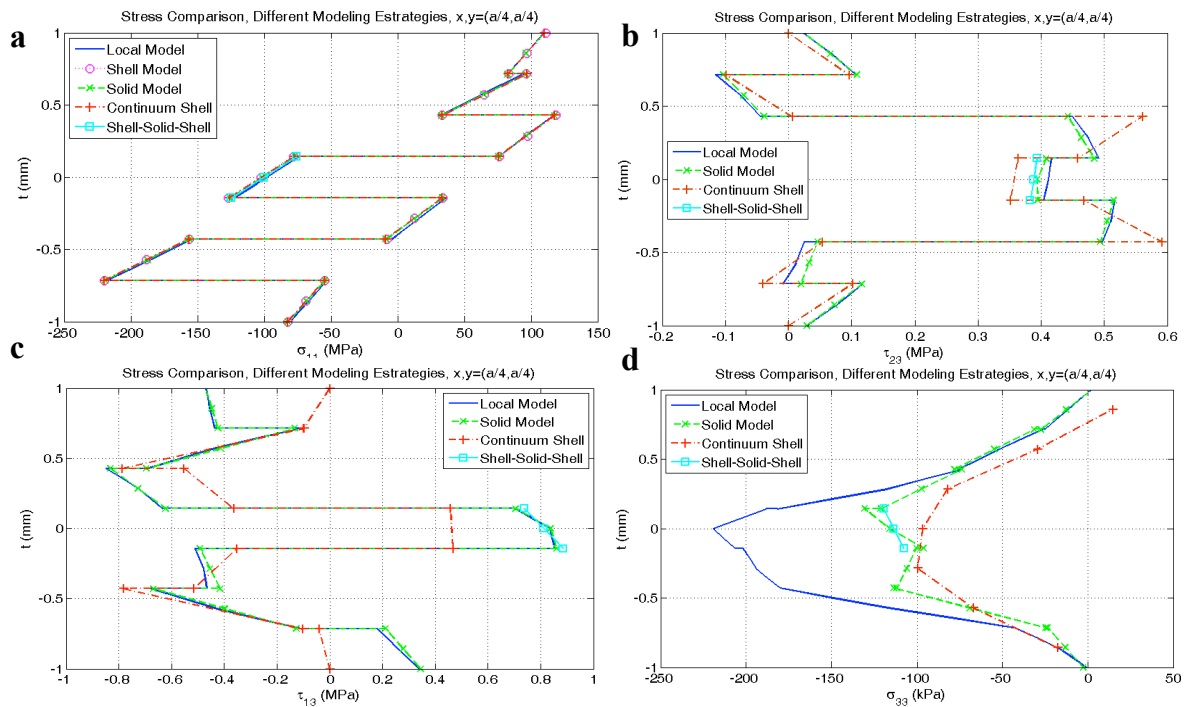 a
Stress Comparison, Different Modeling Estrategies, x,y=(a/4,a/4)
Local Model
Shell Model
Solid Model
Continuum Shell
Shell-Solid-Shell
t (mm)
1
0.5
0
-0.5
-1
-250 -200 -150 -100 -50 0 50 100 150
σ11 (MPa)
b
Stress Comparison, Different Modeling Estrategies, x,y=(a/4,a/4)
Local Model
Solid Model
Continuum Shell
Shell-Solid-Shell
t (mm)
1
0.5
0
-0.5
-1
-0.2 -0.1 0 0.1 0.2 0.3 0.4 0.5 0.6
τ23 (MPa)
c
Stress Comparison, Different Modeling Estrategies, x,y=(a/4,a/4)
Local Model
Solid Model
Continuum Shell
Shell-Solid-Shell
t (mm)
1
0.5
0
-0.5
-1
-1 -0.8 -0.6 -0.4 -0.2 0 0.2 0.4 0.6 0.8 1
τ13 (MPa)
d
Stress Comparison, Different Modeling Estrategies, x,y=(a/4,a/4)
Local Model
Solid Model
Continuum Shell
Shell-Solid-Shell
t (mm)
1
0.5
0
-0.5
-1
-250 -200 -150 -100 -50 0 50
σ33 (kPa)